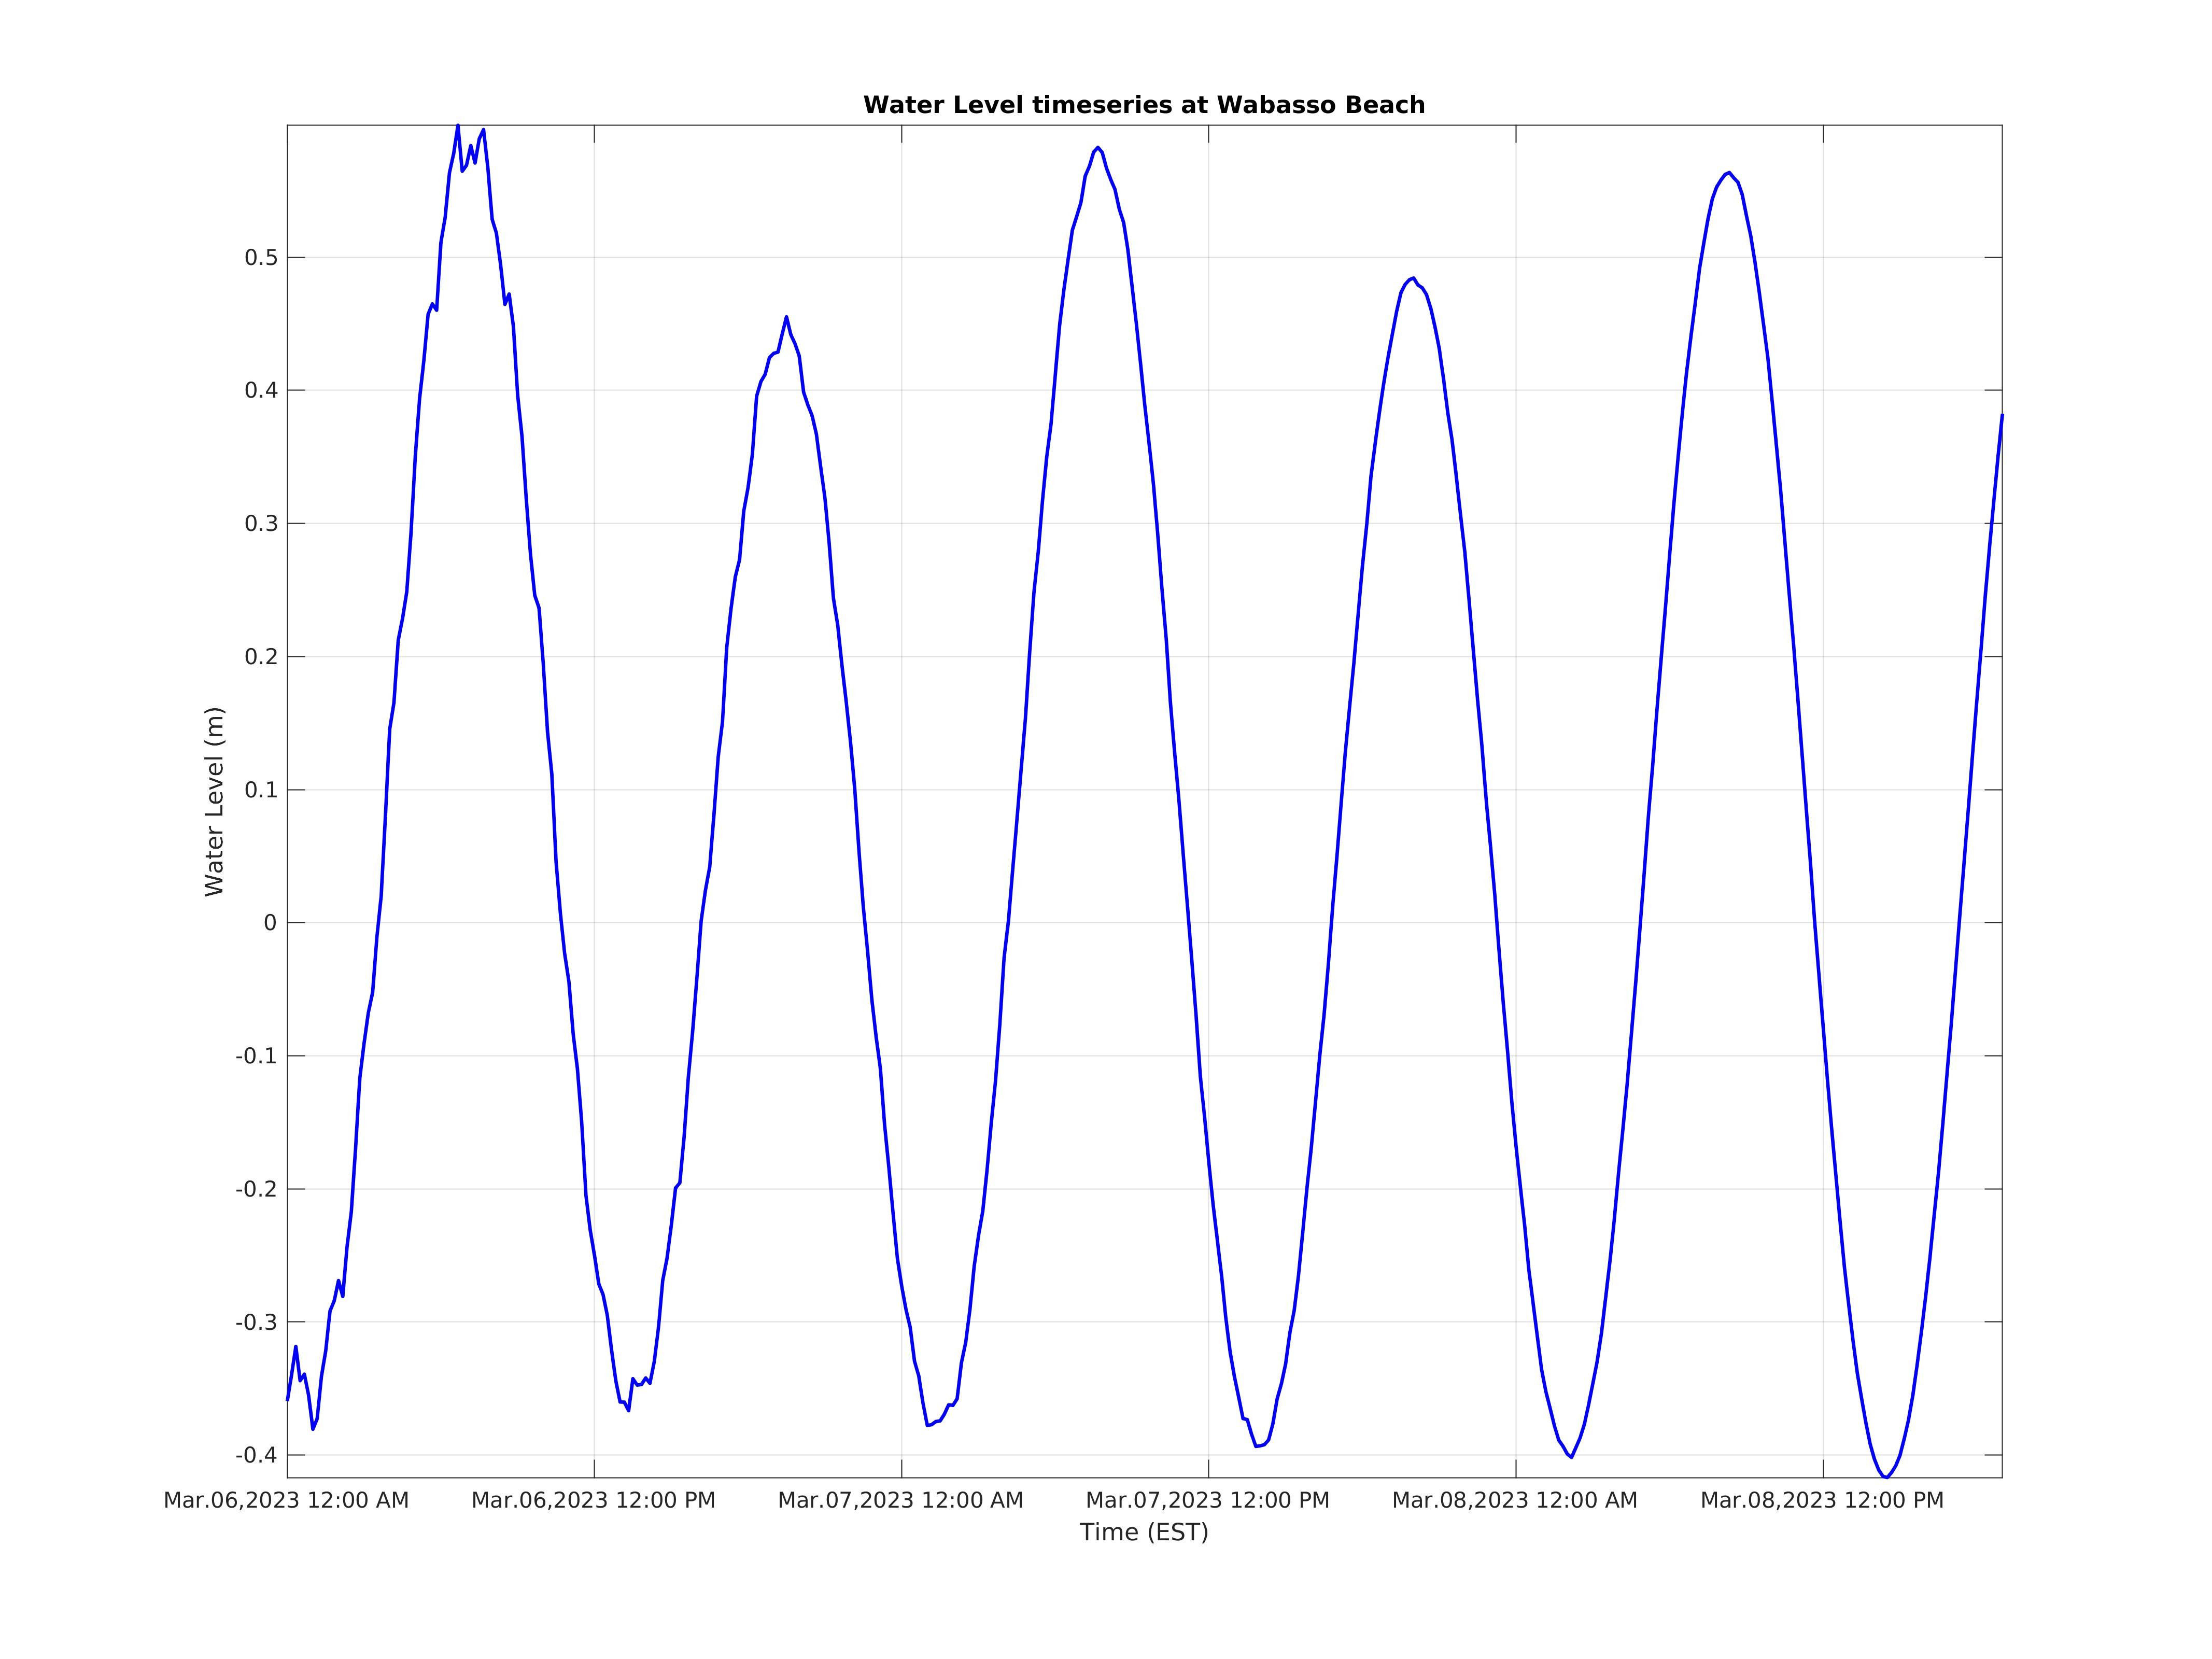 Water Level timeseries at Wabasso Beach
0.5
0.4
0.3
0.2
0.1
0
-0.1
-0.2
-0.3
-0.4
Water Level (m)
Mar.06,2023 12:00 AM Mar.06,2023 12:00 PM Mar.07,2023 12:00 AM Mar.07,2023 12:00 PM Mar.08,2023 12:00 AM Mar.08,2023 12:00 PM
Time (EST)